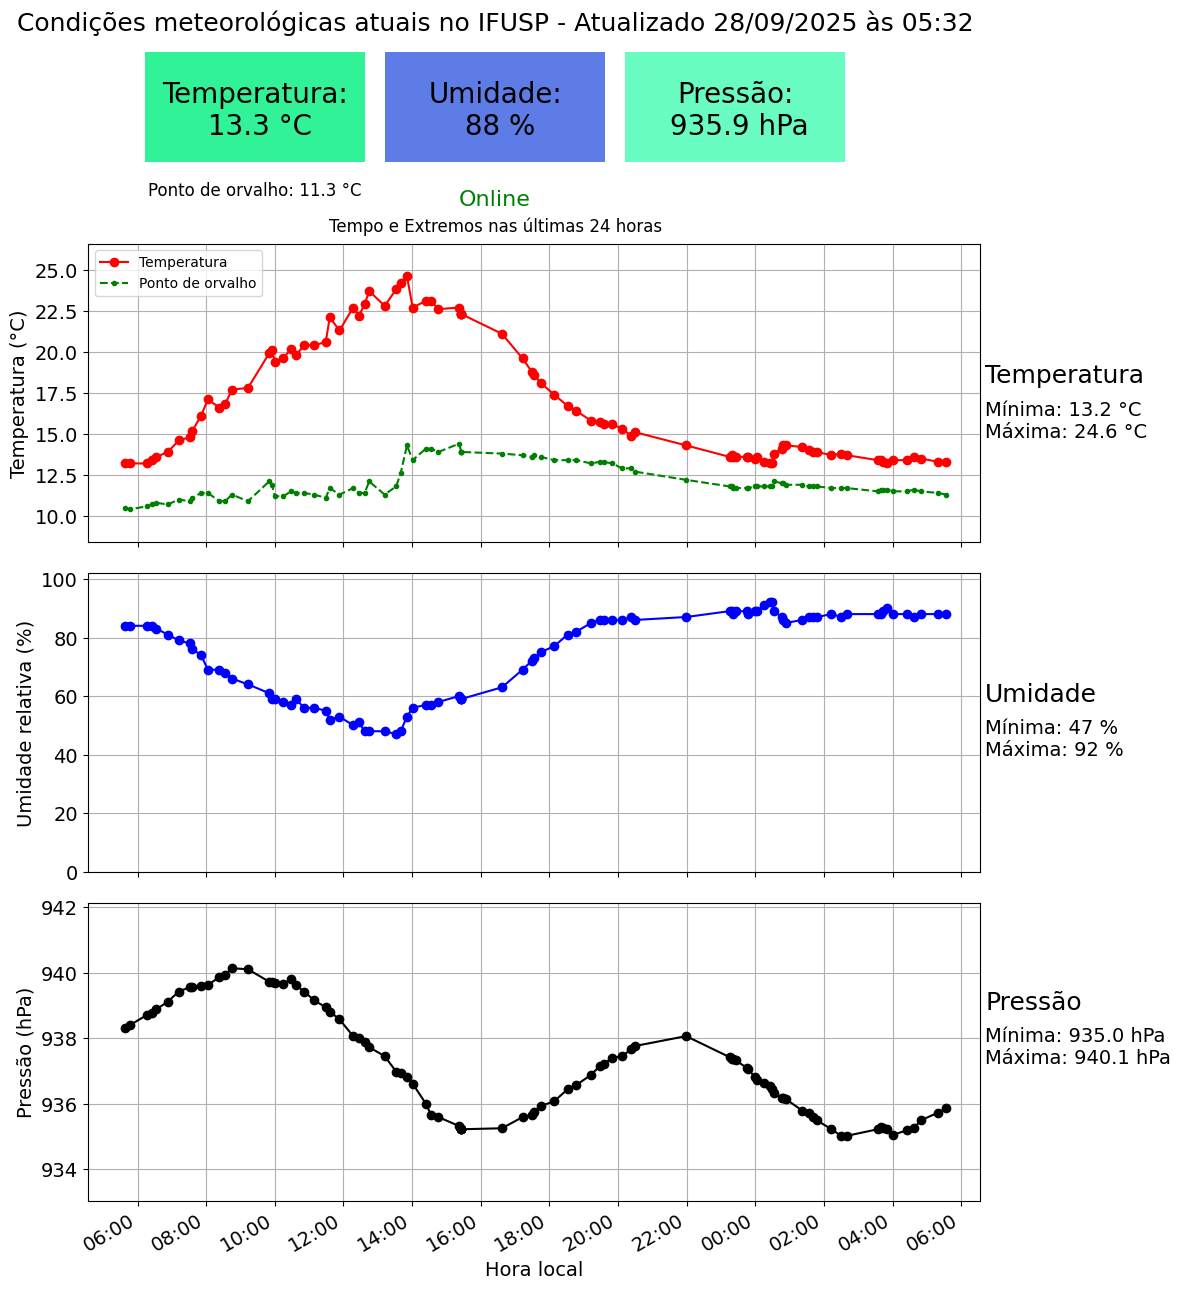 Condições meteorológicas atuais no IFUSP - Atualizado 28/09/2025 às 05:32
Temperatura:
13.3 °C
Umidade:
88 %
Pressão:
935.9 hPa
Ponto de orvalho: 11.3 °C
Online
Tempo e Extremos nas últimas 24 horas
Temperatura
Ponto de orvalho
Temperatura (°C)
25.0
22.5
20.0
17.5
15.0
12.5
10.0
Temperatura
Mínima: 13.2 °C
Máxima: 24.6 °C
Umidade relativa (%)
100
80
60
40
20
0
Umidade
Mínima: 47 %
Máxima: 92 %
Pressão (hPa)
942
940
938
936
934
Pressão
Mínima: 935.0 hPa
Máxima: 940.1 hPa
06:00 08:00 10:00 12:00 14:00 16:00 18:00 20:00 22:00 00:00 02:00 04:00 06:00
Hora local